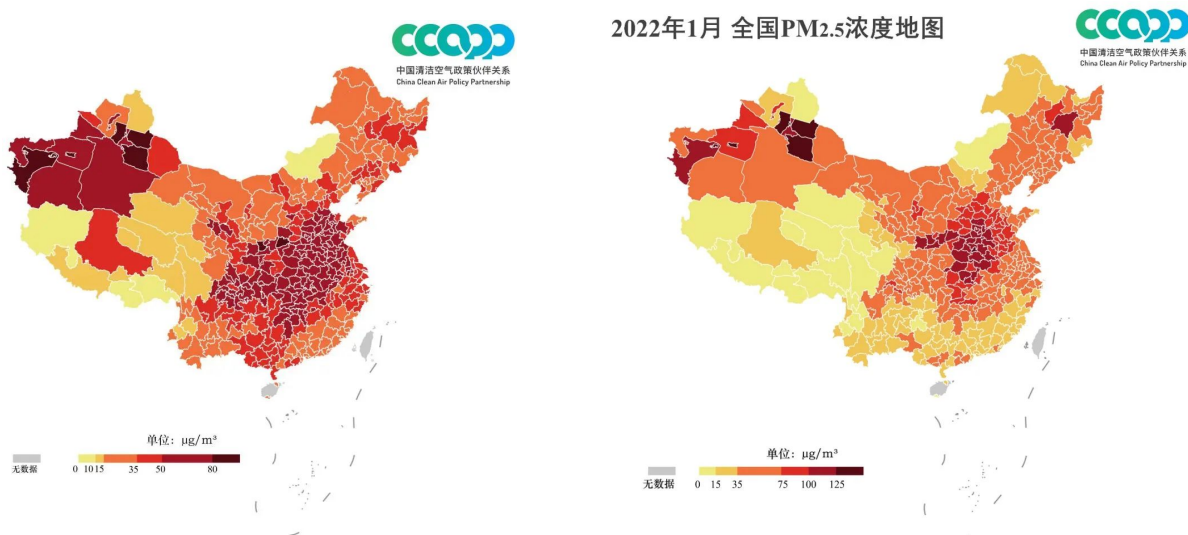 ccapp
中国清洁空气政策伙伴关系
China Clean Air Policy Partnership
单位：μg/m³
无数据
0 10 15 35 50 80
2022年1月 全国PM2.5浓度地图
ccapp
中国清洁空气政策伙伴关系
China Clean Air Policy Partnership
单位：μg/m³
无数据
0 15 35 75 100 125